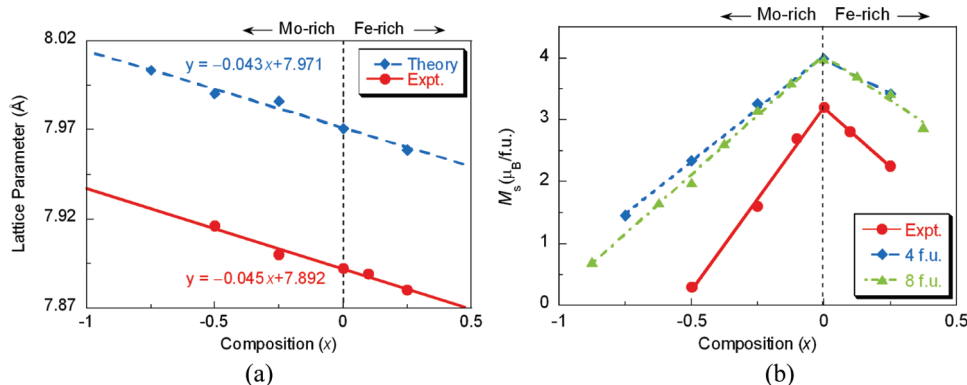 ← Mo-rich Fe-rich →
8.02
7.97
7.92
7.87
Lattice Parameter (Å)
y = −0.043x+7.971
Theory
Expt.
y = −0.045x+7.892
-1 -0.5 0 0.5
Composition (x)
(a)
← Mo-rich Fe-rich →
4
3
2
1
0
Ms(μB/f.u.)
Expt.
4 f.u.
8 f.u.
-1 -0.5 0 0.5
Composition (x)
(b)